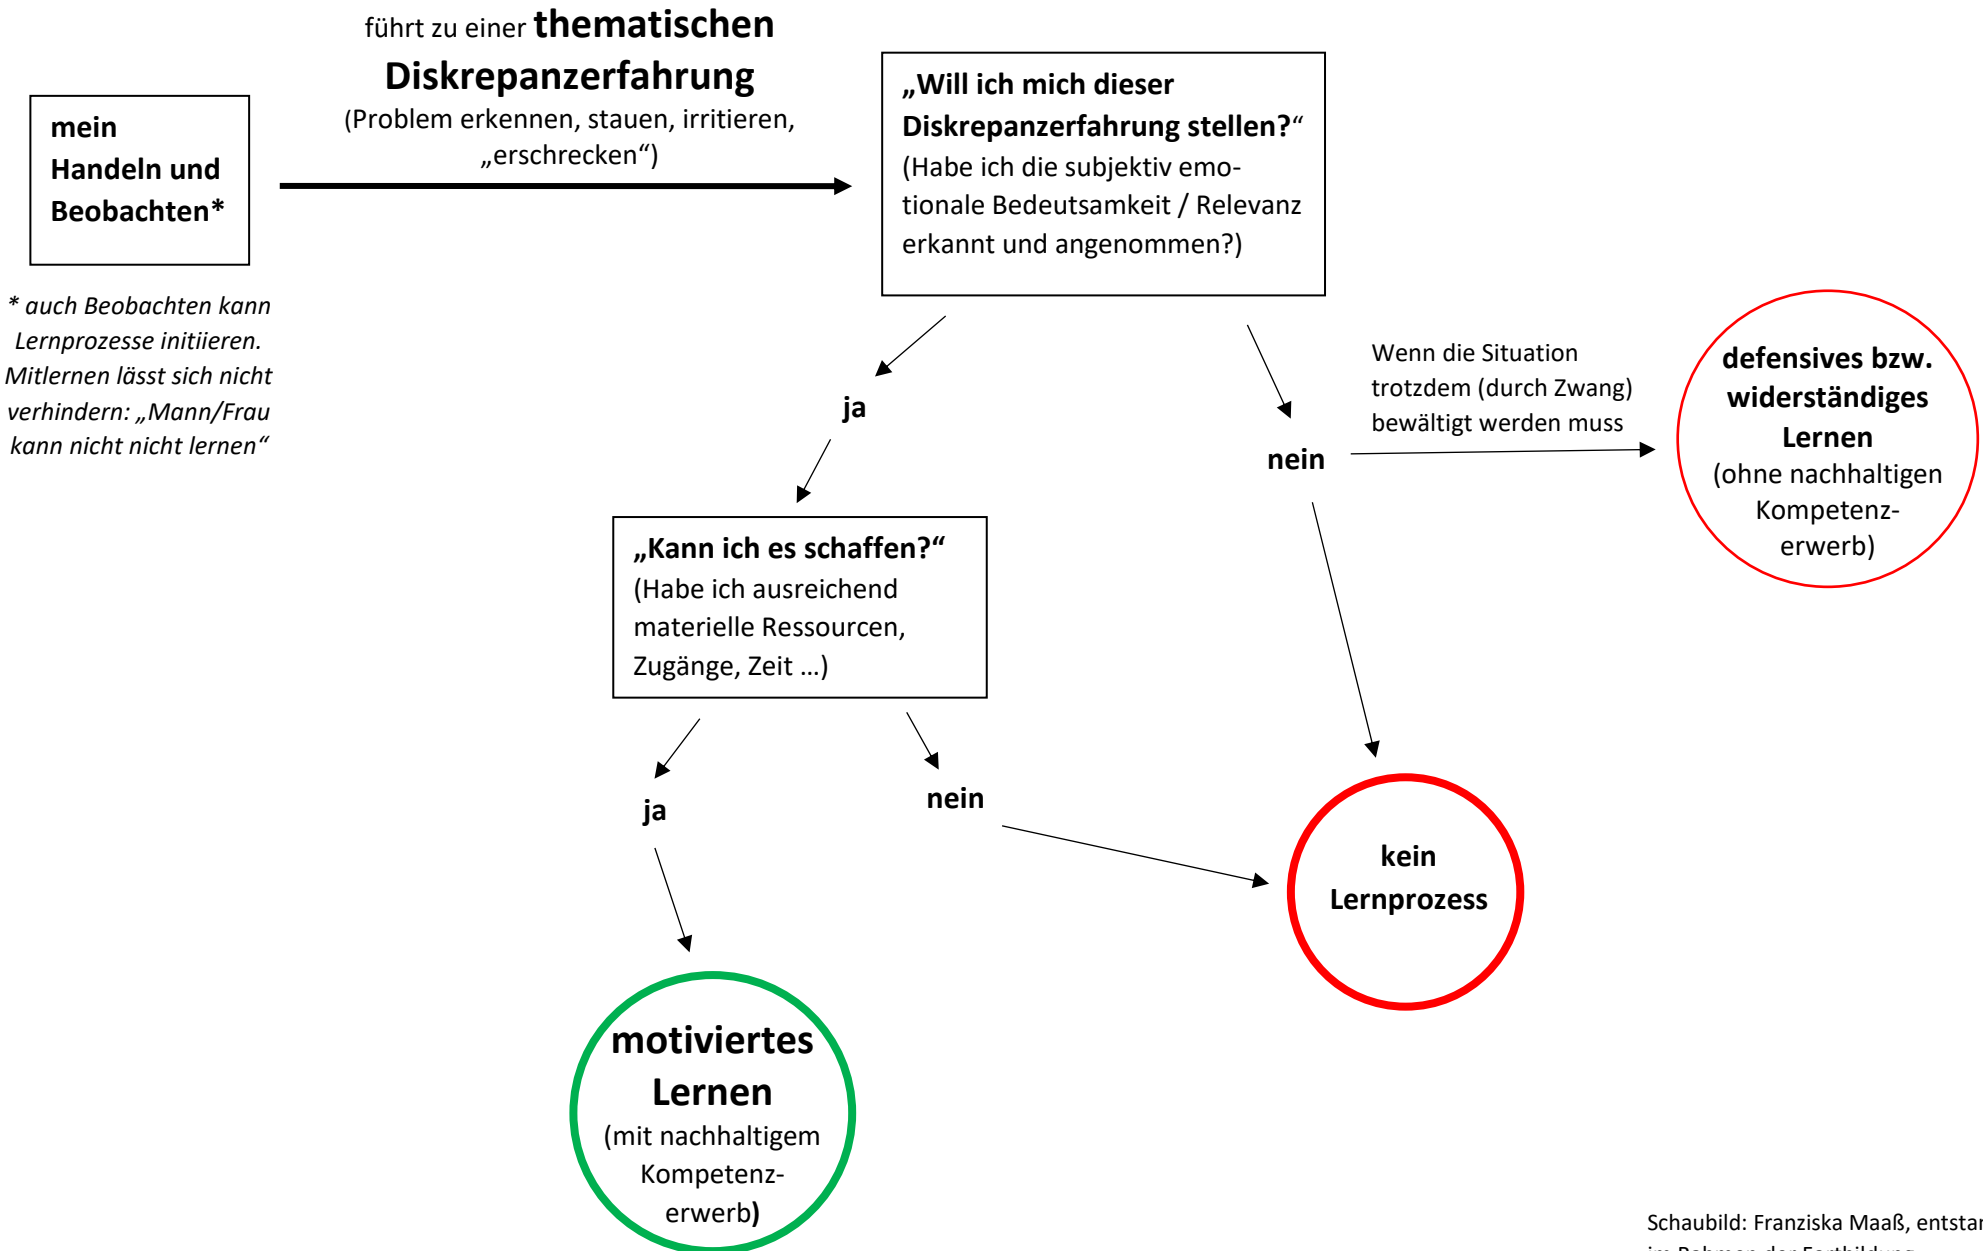 führt zu einer thematischen
Diskrepanzerfahrung
(Problem erkennen, stauen, irritieren,
„erschrecken“)
mein
Handeln und
Beobachten*
* auch Beobachten kann
Lernprozesse initiieren.
Mitlernen lässt sich nicht
verhindern: „Mann/Frau
kann nicht nicht lernen“
„Will ich mich dieser
Diskrepanzerfahrung stellen?“
(Habe ich die subjektiv emo-
tionale Bedeutsamkeit / Relevanz
erkannt und angenommen?)
ja
nein
Wenn die Situation
trotzdem (durch Zwang)
bewältigt werden muss
defensives bzw.
widerständiges
Lernen
(ohne nachhaltigen
Kompetenz-
erwerb)
„Kann ich es schaffen?“
(Habe ich ausreichend
materielle Ressourcen,
Zugänge, Zeit …)
ja
nein
kein
Lernprozess
motiviertes
Lernen
(mit nachhaltigem
Kompetenz-
erwerb)
Schaubild: Franziska Maaß,
im Rahmen der Fortbildung